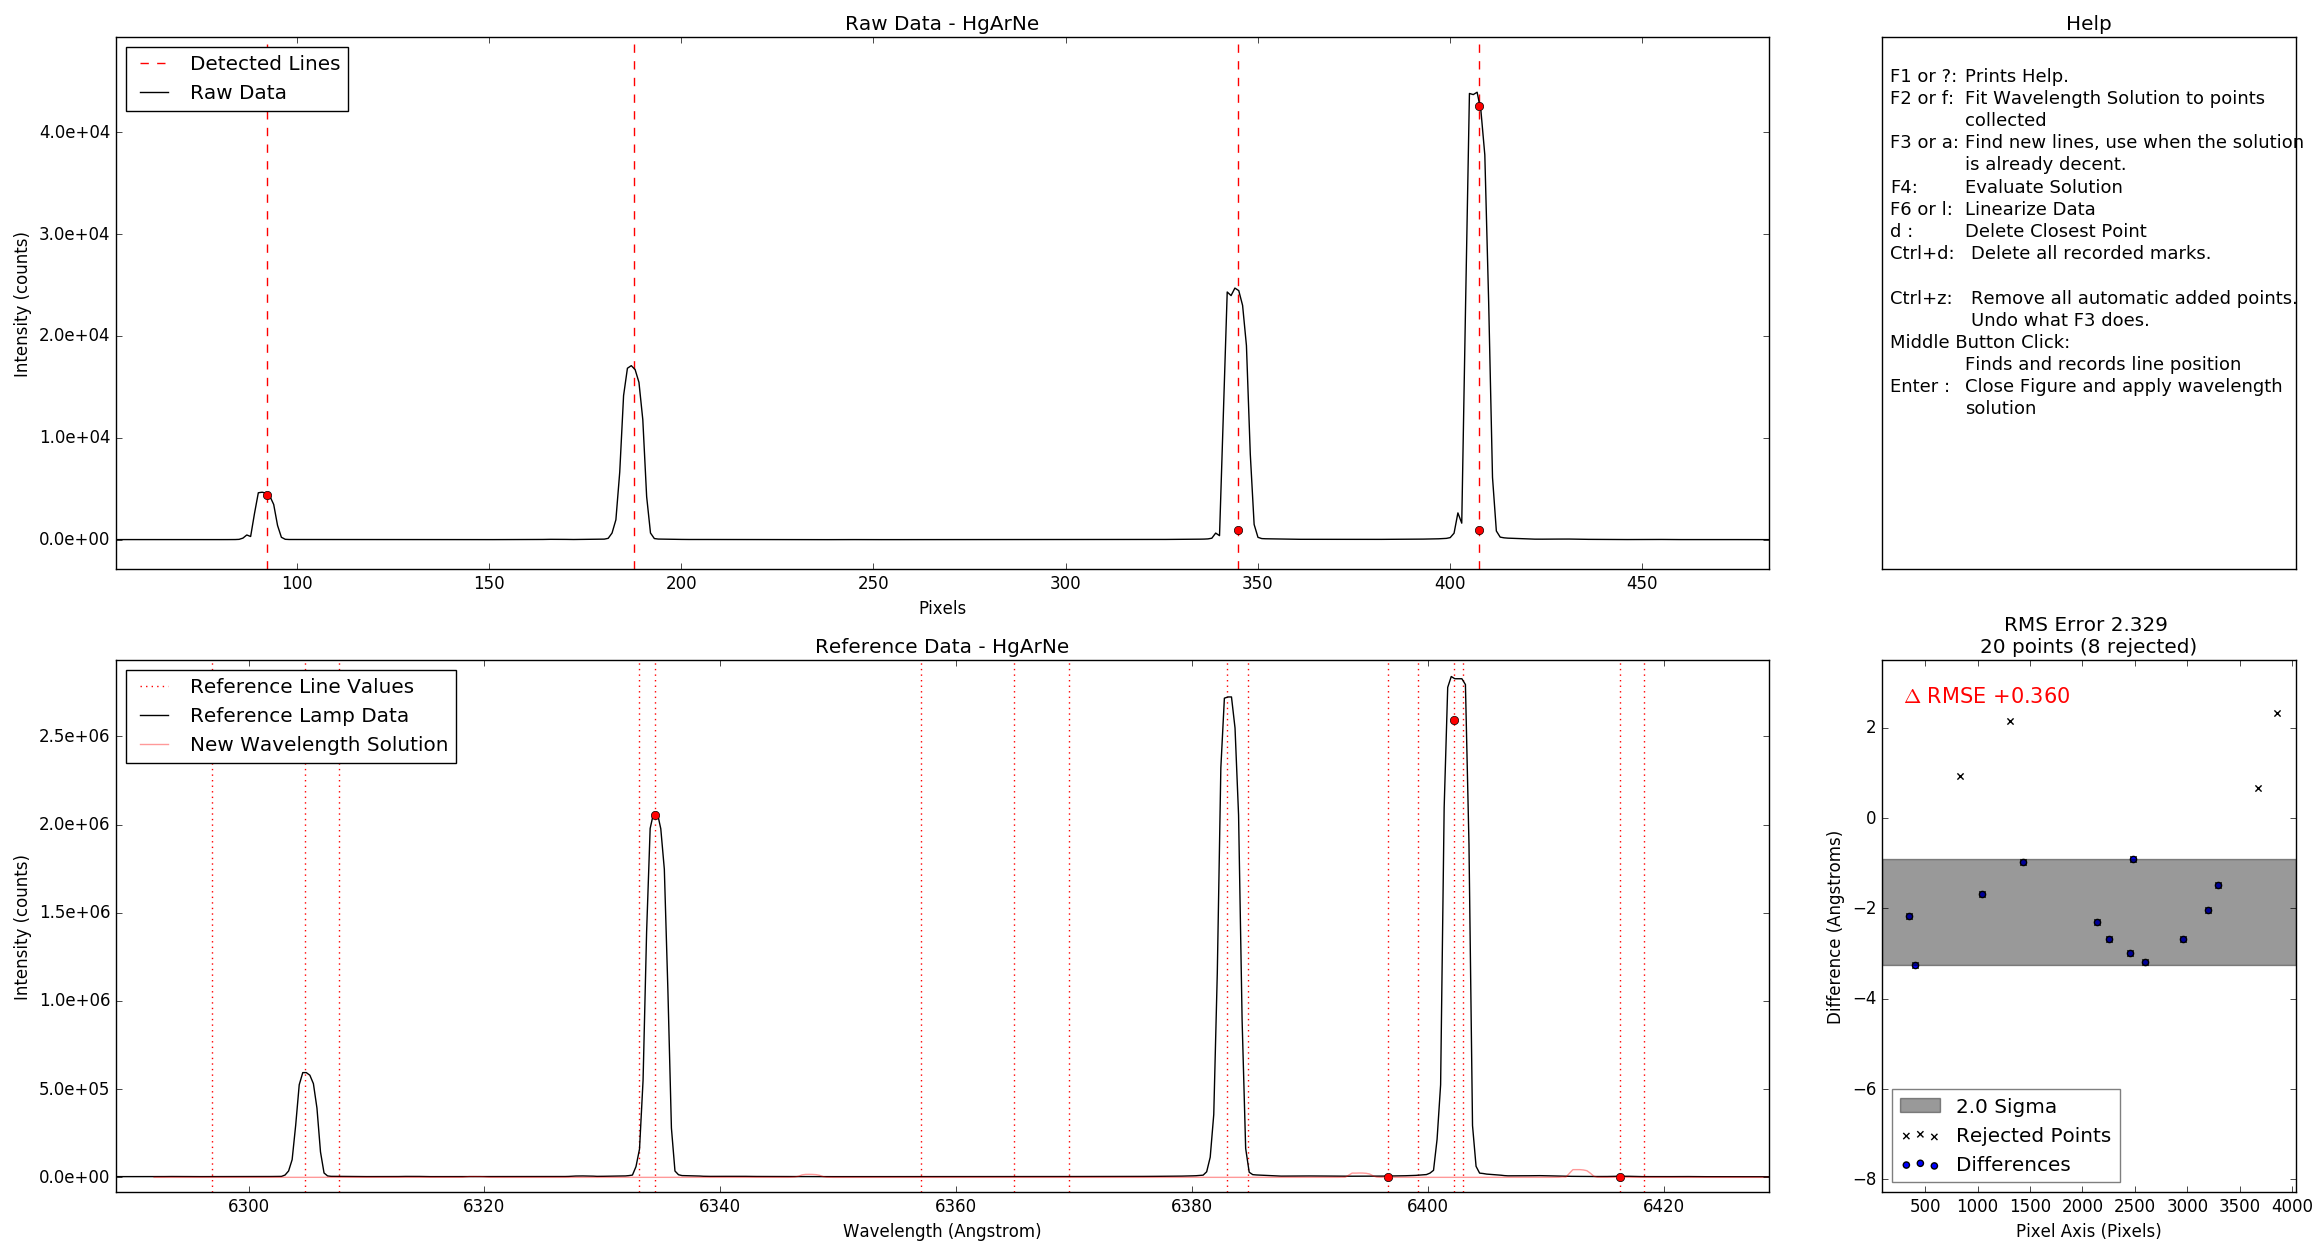 Raw Data - HgArNe
Detected Lines
Raw Data
Intensity (counts)
4.0e+04
3.0e+04
2.0e+04
1.0e+04
0.0e+00
100 150 200 250 300 350 400 450
Pixels
Help
F1 or ?: Prints Help.
F2 or f: Fit Wavelength Solution to points
collected
F3 or a: Find new lines, use when the solution
is already decent.
F4: Evaluate Solution
F6 or l: Linearize Data
d : Delete Closest Point
Ctrl+d: Delete all recorded marks.
Ctrl+z: Remove all automatic added points.
Undo what F3 does.
Middle Button Click:
Finds and records line position
Enter : Close Figure and apply wavelength
solution
Reference Data - HgArNe
Reference Line Values
Reference Lamp Data
New Wavelength Solution
Intensity (counts)
2.5e+06
2.0e+06
1.5e+06
1.0e+06
5.0e+05
0.0e+00
6300 6320 6340 6360 6380 6400 6420
Wavelength (Angstrom)
RMS Error 2.329
20 points (8 rejected)
Δ RMSE +0.360
Difference (Angstroms)
2
0
−2
−4
−6
−8
2.0 Sigma
Rejected Points
Differences
500 1000 1500 2000 2500 3000 3500 4000
Pixel Axis (Pixels)